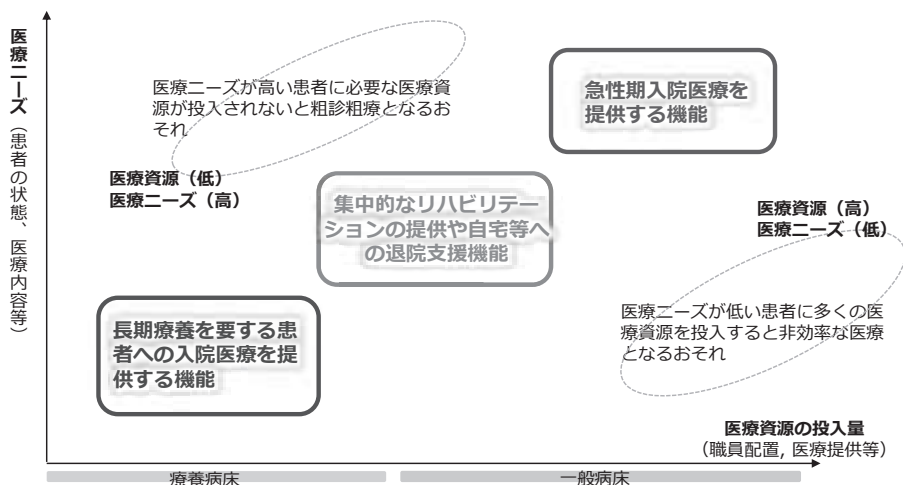 医療ニーズ（患者の状態、医療内容等）
医療ニーズが高い患者に必要な医療資
源が投入されないと粗診粗療となるお
それ
急性期入院医療を
提供する機能
医療資源（低）
医療ニーズ（高）
集中的なリハビリテー
ションの提供や自宅等へ
の退院支援機能
医療資源（高）
医療ニーズ（低）
長期療養を要する患
者への入院医療を提
供する機能
医療ニーズが低い患者に多くの医
療資源を投入すると非効率な医療
となるおそれ
医療資源の投入量
（職員配置, 医療提供等）
療養病床
一般病床